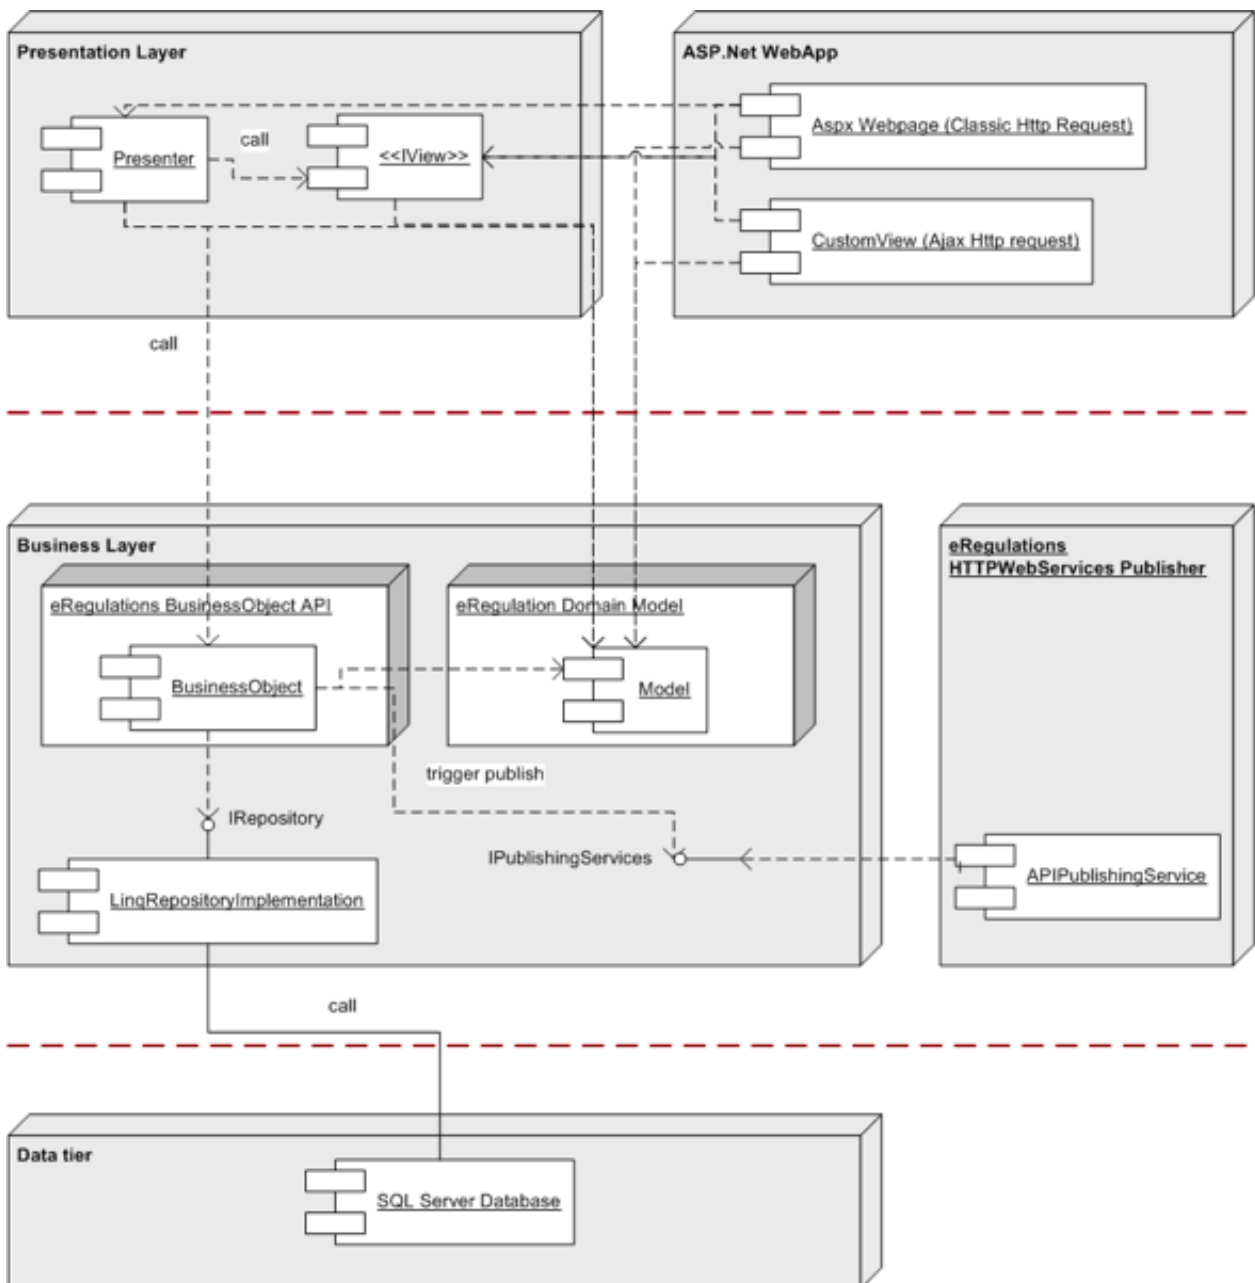 Presentation Layer
ASP.Net WebApp
Aspx Webpage (Classic Http Request)
call
Presenter
<<IView>>
CustomView (Ajax Http request)
call
Business Layer
eRegulations
HTTPWebServices Publisher
eRegulations BusinessObject API
eRegulation Domain Model
BusinessObject
Model
trigger publish
IRepository
IPublishingServices
APIPublishingService
LinqRepositoryImplementation
call
Data tier
SQL Server Database